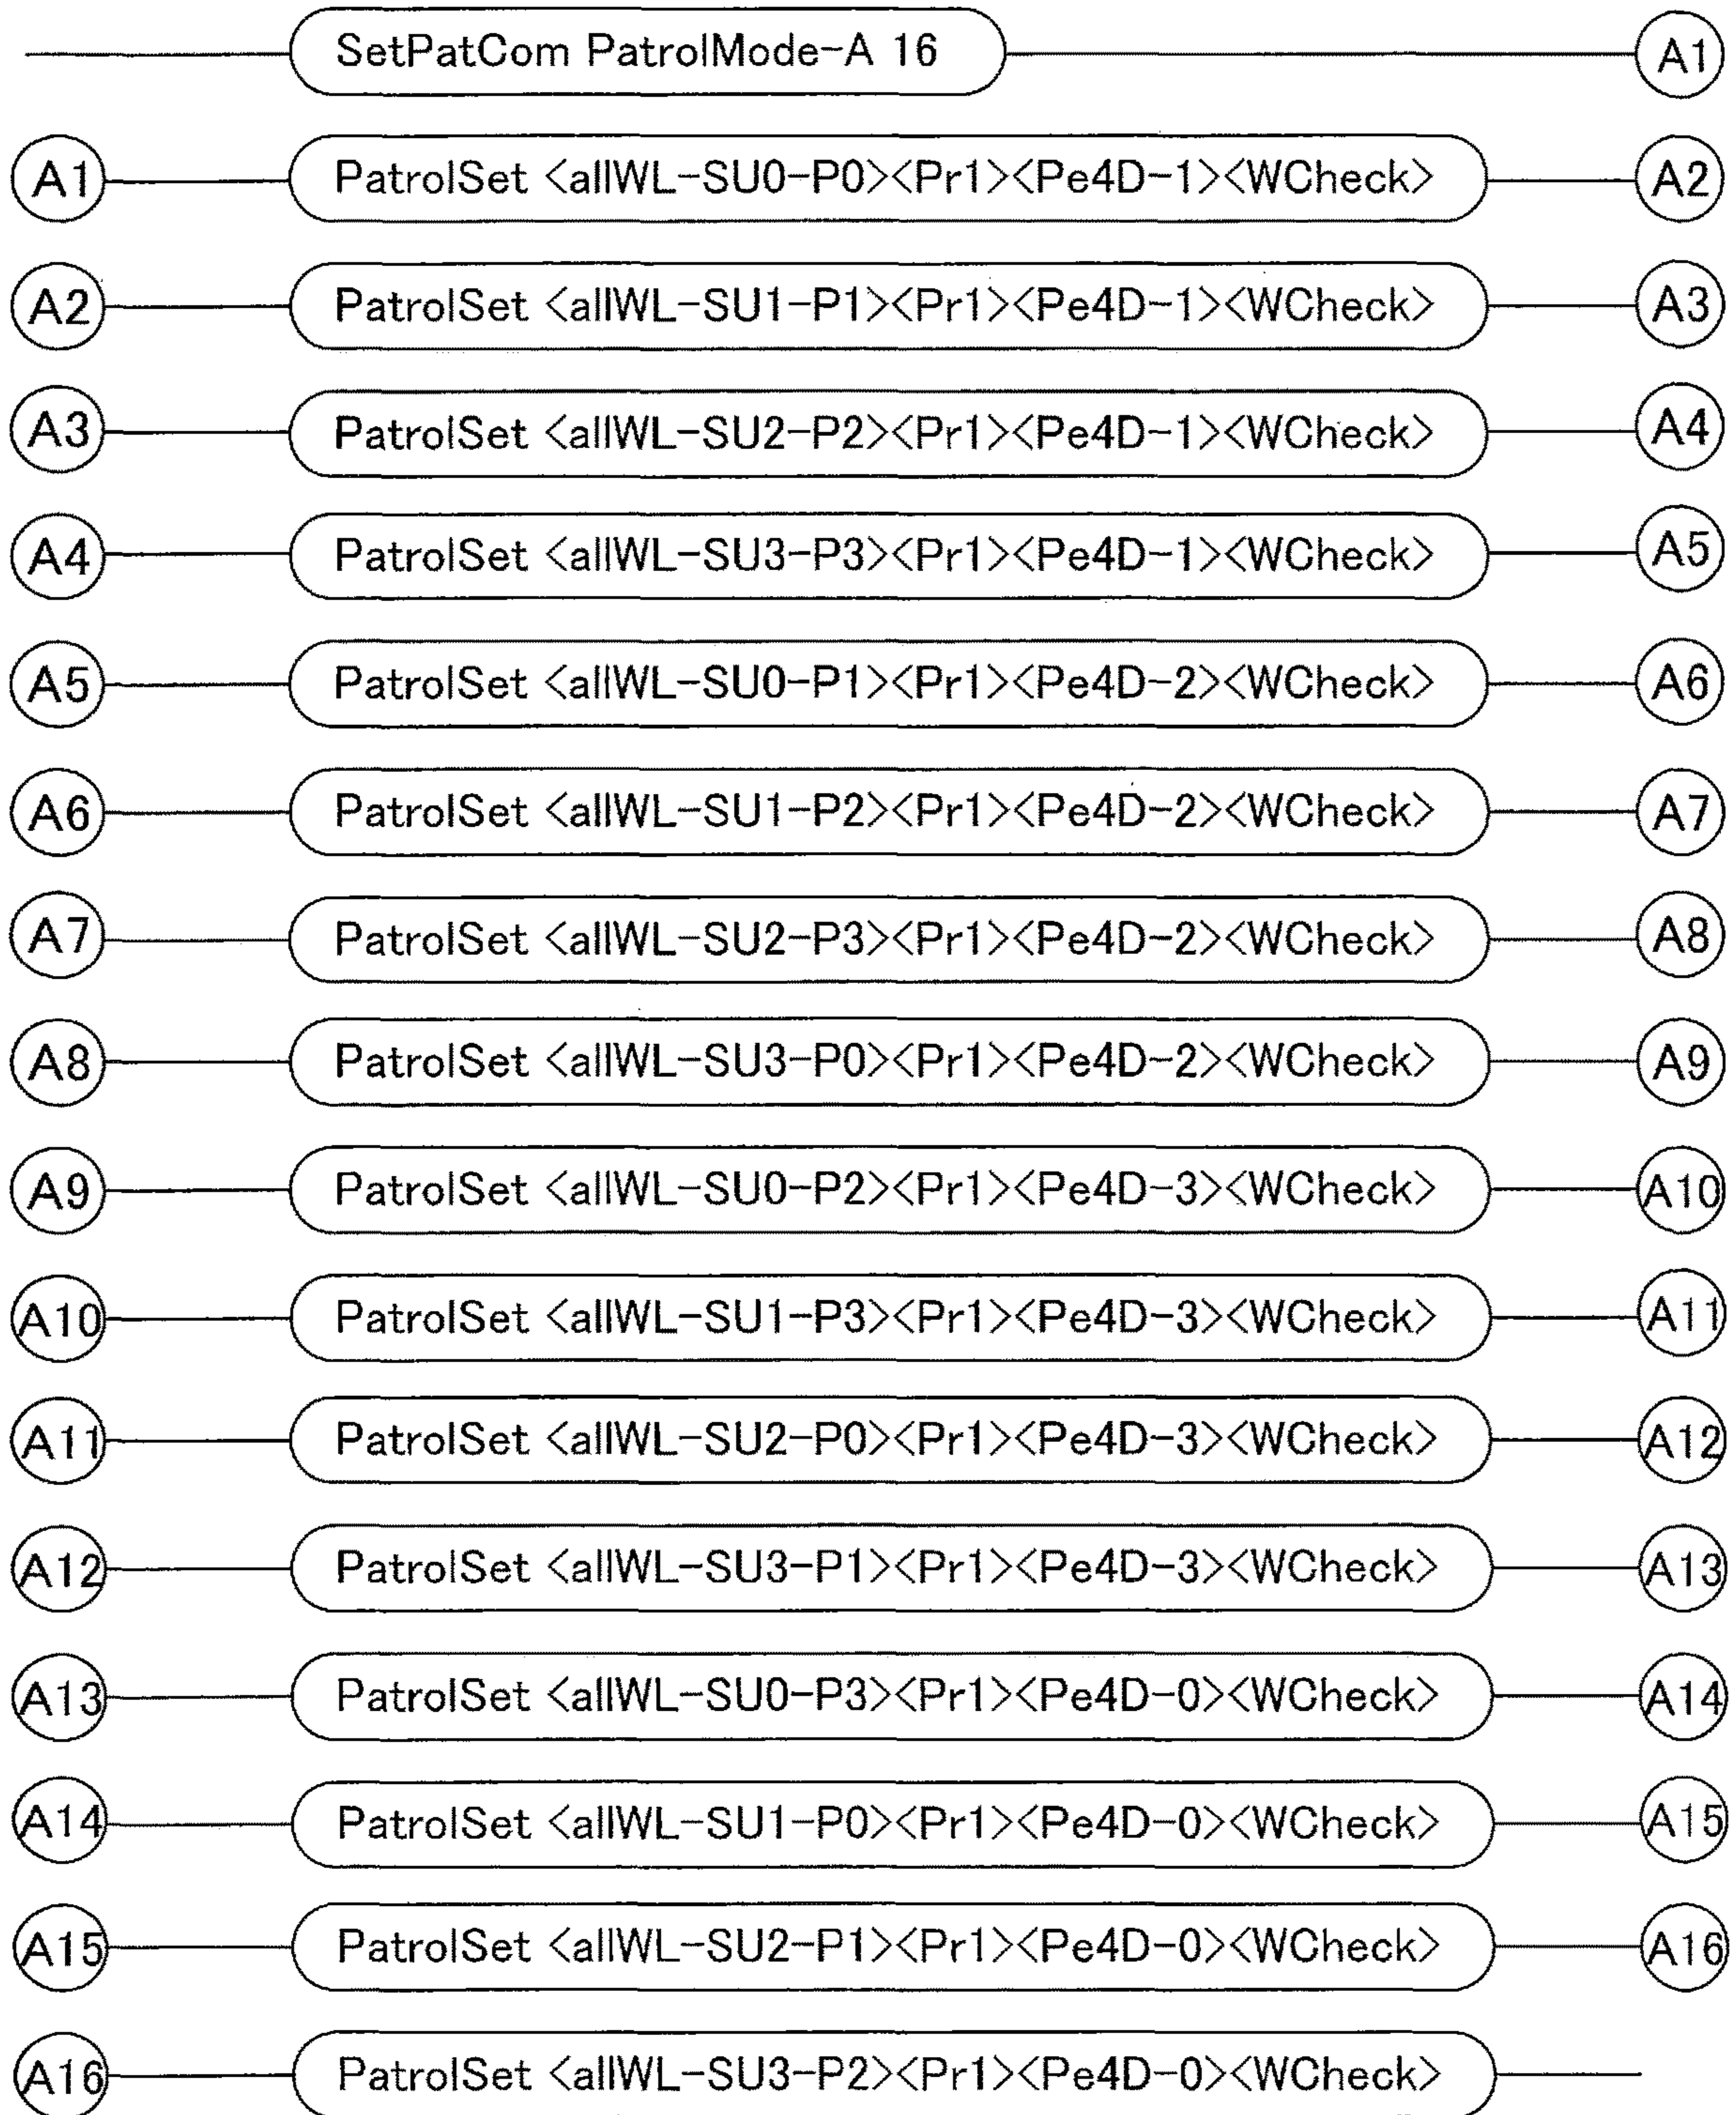 SetPatCom PatrolMode-A 16 A1
A1 PatrolSet <allWL-SU0-P0><Pr1><Pe4D-1><WCheck> A2
A2 PatrolSet <allWL-SU1-P1><Pr1><Pe4D-1><WCheck> A3
A3 PatrolSet <allWL-SU2-P2><Pr1><Pe4D-1><WCheck> A4
A4 PatrolSet <allWL-SU3-P3><Pr1><Pe4D-1><WCheck> A5
A5 PatrolSet <allWL-SU0-P1><Pr1><Pe4D-2><WCheck> A6
A6 PatrolSet <allWL-SU1-P2><Pr1><Pe4D-2><WCheck> A7
A7 PatrolSet <allWL-SU2-P3><Pr1><Pe4D-2><WCheck> A8
A8 PatrolSet <allWL-SU3-P0><Pr1><Pe4D-2><WCheck> A9
A9 PatrolSet <allWL-SU0-P2><Pr1><Pe4D-3><WCheck> A10
A10 PatrolSet <allWL-SU1-P3><Pr1><Pe4D-3><WCheck> A11
A11 PatrolSet <allWL-SU2-P0><Pr1><Pe4D-3><WCheck> A12
A12 PatrolSet <allWL-SU3-P1><Pr1><Pe4D-3><WCheck> A13
A13 PatrolSet <allWL-SU0-P3><Pr1><Pe4D-0><WCheck> A14
A14 PatrolSet <allWL-SU1-P0><Pr1><Pe4D-0><WCheck> A15
A15 PatrolSet <allWL-SU2-P1><Pr1><Pe4D-0><WCheck> A16
A16 PatrolSet <allWL-SU3-P2><Pr1><Pe4D-0><WCheck>